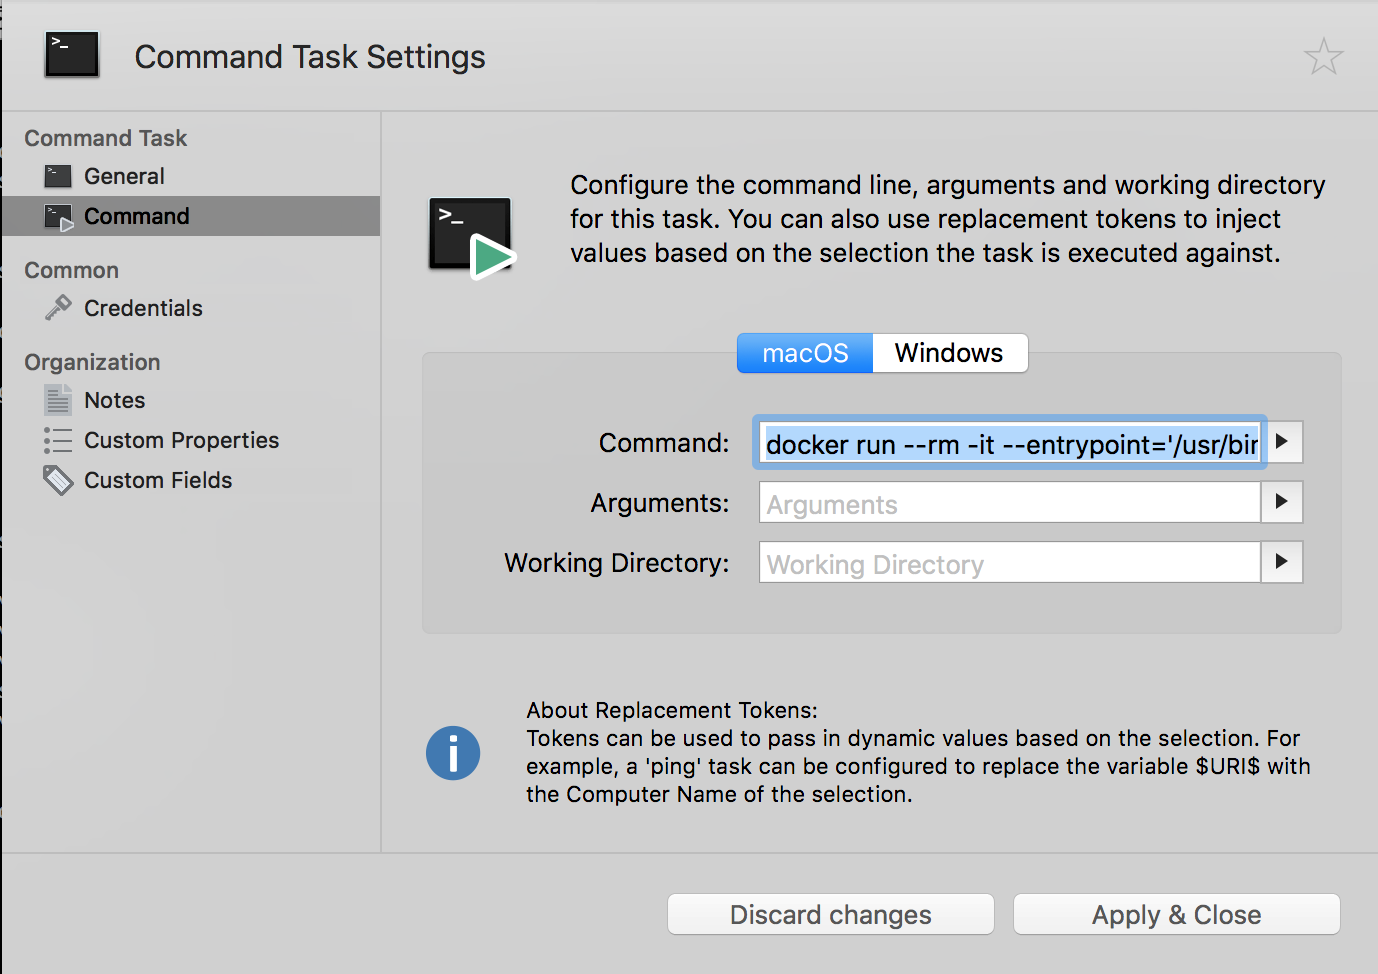 Command Task Settings
Command Task
General
Command
Common
Credentials
Organization
Notes
Custom Properties
Custom Fields
Configure the command line, arguments and working directory
for this task. You can also use replacement tokens to inject
values based on the selection the task is executed against.
macOS
Windows
Command: docker run --rm -it --entrypoint='/usr/bin
Arguments: Arguments
Working Directory: Working Directory
About Replacement Tokens:
Tokens can be used to pass in dynamic values based on the selection. For
example, a 'ping' task can be configured to replace the variable $URI$ with
the Computer Name of the selection.
Discard changes
Apply & Close